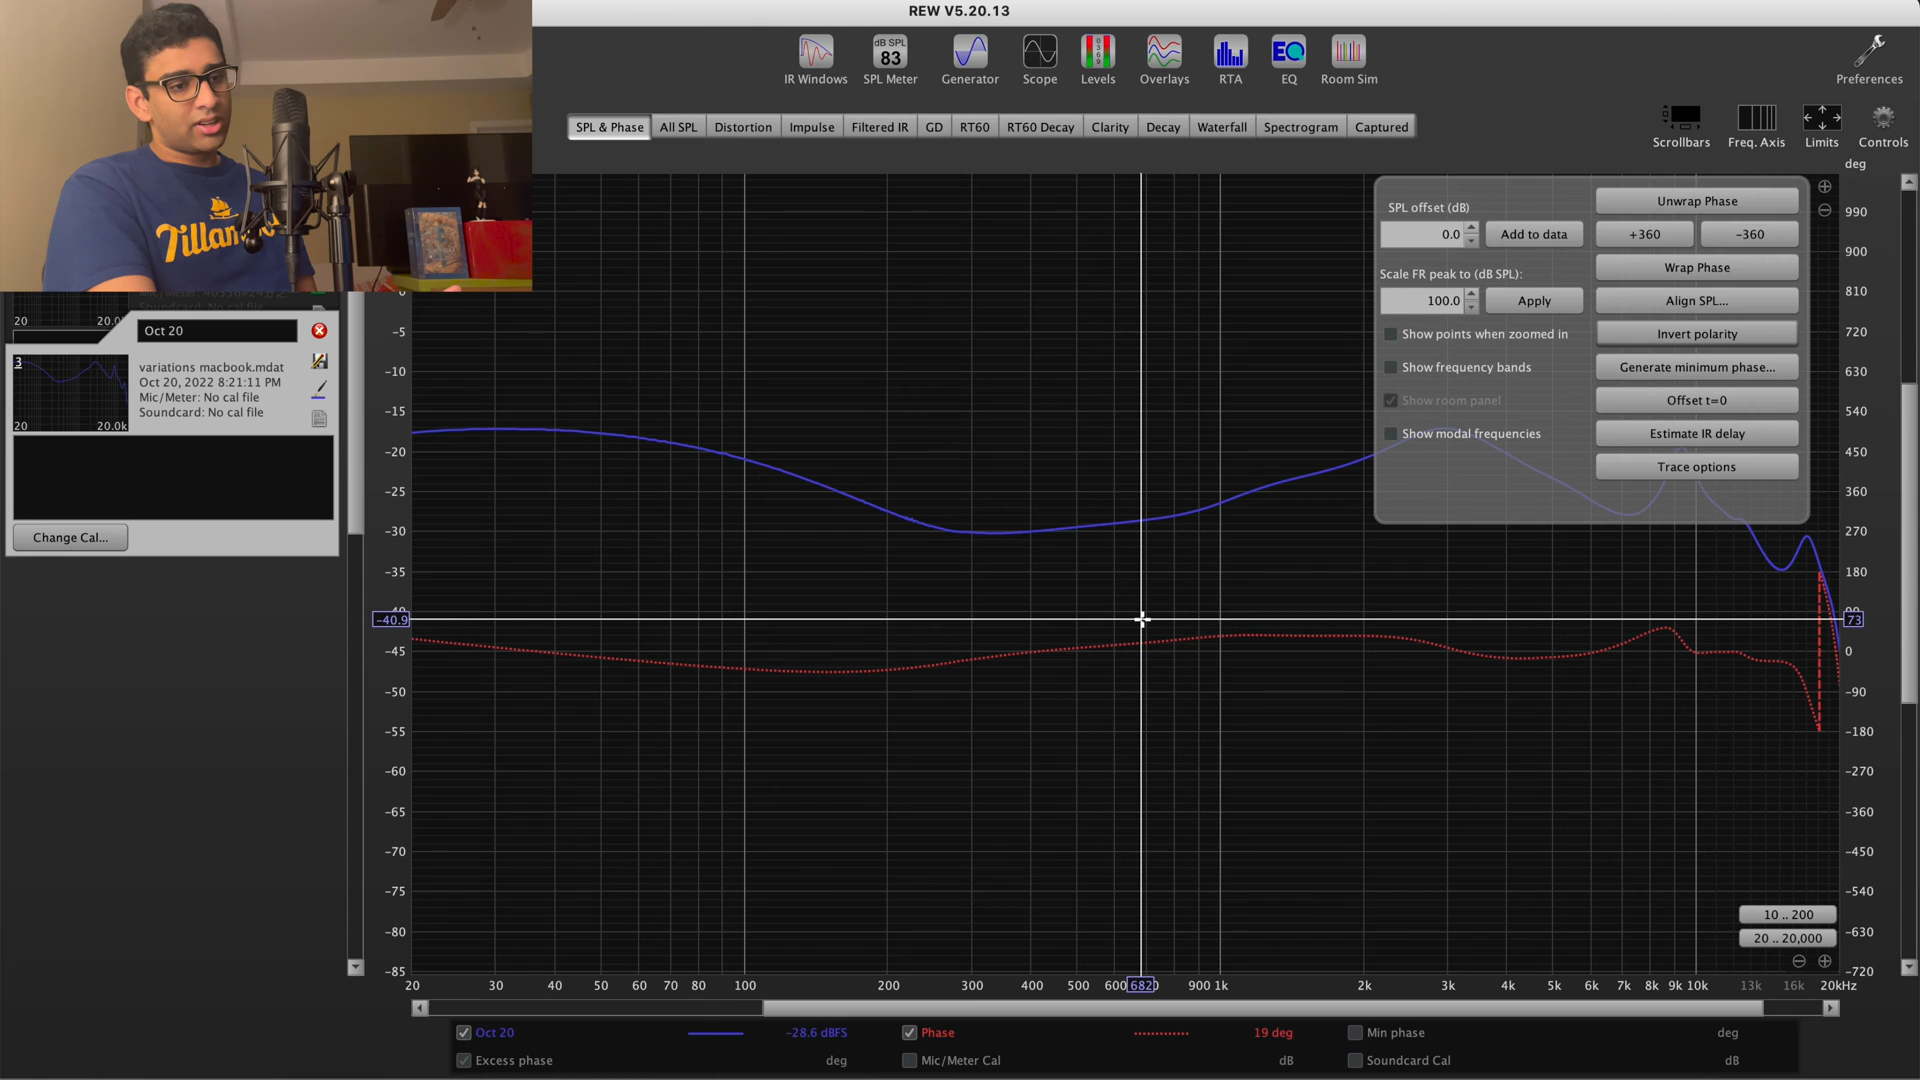 REW V5.20.13
IR Windows
dB SPL
83
SPL Meter
Generator
Scope
0 3 6 9
Levels
Overlays
RTA
EQ
EQ
Room Sim
Preferences
SPL & Phase
All SPL
Distortion
Impulse
Filtered IR
GD
RT60
RT60 Decay
Clarity
Decay
Waterfall
Spectrogram
Captured
Scrollbars
Freq. Axis
Limits
Controls
deg
SPL offset (dB)
0.0
Add to data
Scale FR peak to (dB SPL):
100.0
Apply
Show points when zoomed in
Show frequency bands
Show room panel
Show modal frequencies
Unwrap Phase
+360
-360
Wrap Phase
Align SPL...
Invert polarity
Generate minimum phase...
Offset t=0
Estimate IR delay
Trace options
Soundcard: No cal file
20
Oct 20
3
variations macbook.mdat
Oct 20, 2022 8:21:11 PM
Mic/Meter: No cal file
Soundcard: No cal file
20
20.0k
Change Cal...
0
-5
-10
-15
-20
-25
-30
-35
-40.9
-45
-50
-55
-60
-65
-70
-75
-80
-85
990
900
810
720
630
540
450
360
270
180
73
0
-90
-180
-270
-360
-450
-540
-630
-720
10 .. 200
20 .. 20,000
20
30
40
50
60
70
80
100
200
300
400
500
600
682
900
1k
2k
3k
4k
5k
6k
7k
8k
9k
10k
13k
16k
20kHz
Oct 20
-28.6 dBFS
Phase
19 deg
Min phase
deg
Excess phase
deg
Mic/Meter Cal
dB
Soundcard Cal
dB